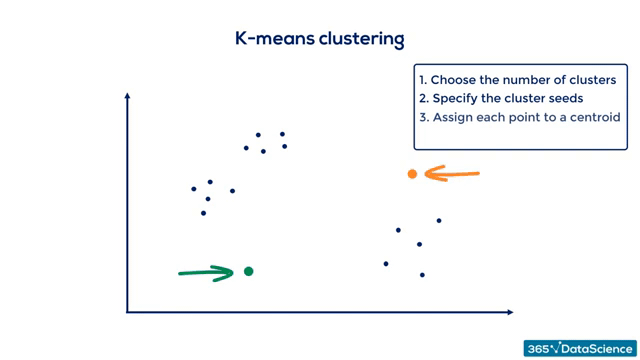 K-means clustering
1. Choose the number of clusters
2. Specify the cluster seeds
3. Assign each point to a centroid
365 DataScience